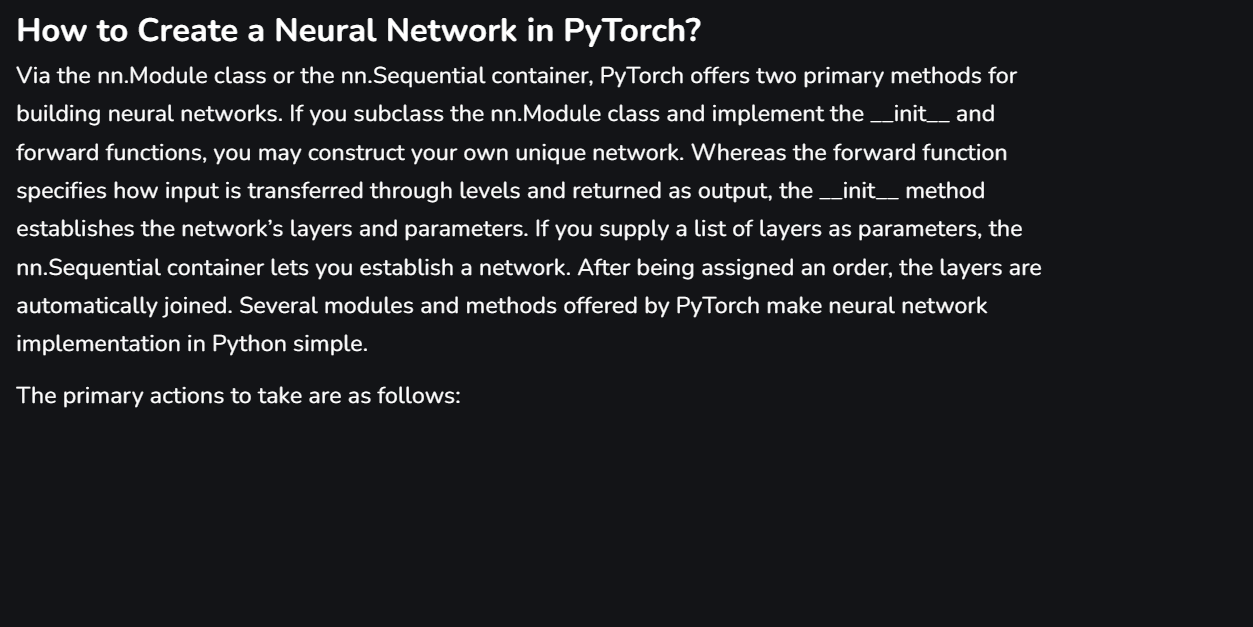 How to Create a Neural Network in PyTorch?
Via the nn.Module class or the nn.Sequential container, PyTorch offers two primary methods for
building neural networks. If you subclass the nn.Module class and implement the __init__ and
forward functions, you may construct your own unique network. Whereas the forward function
specifies how input is transferred through levels and returned as output, the __init__ method
establishes the network’s layers and parameters. If you supply a list of layers as parameters, the
nn.Sequential container lets you establish a network. After being assigned an order, the layers are
automatically joined. Several modules and methods offered by PyTorch make neural network
implementation in Python simple.
The primary actions to take are as follows: